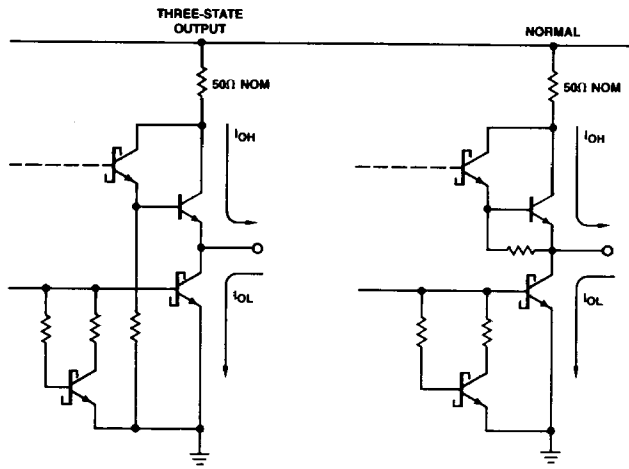 THREE-STATE
OUTPUT
NORMAL
50Ω NOM
50Ω NOM
IOH
IOH
IOL
IOL